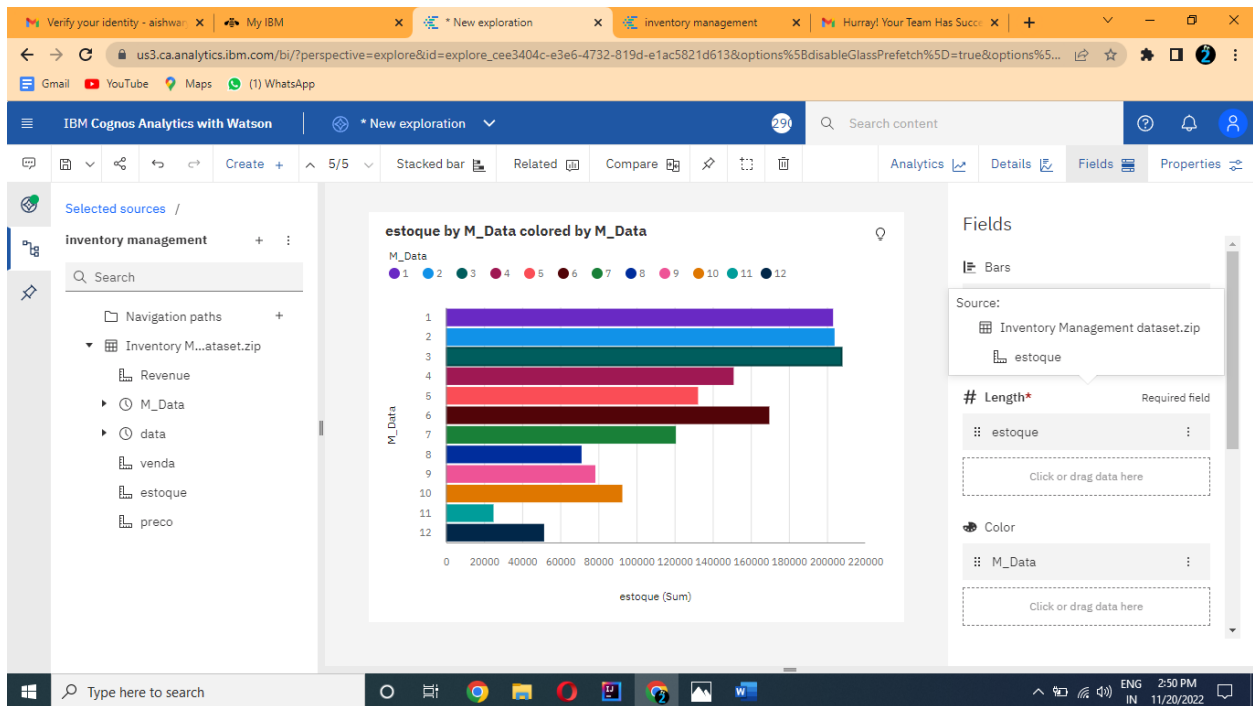 Verify your identity - aishwar
My IBM
* New exploration
inventory management
Hurray! Your Team Has Succe
us3.ca.analytics.ibm.com/bi/?perspective=explore&id=explore_cee3404c-e3e6-4732-819d-e1ac5821d613&options%5BdisableGlassPrefetch%5D=true&options%5...
Gmail YouTube Maps (1) WhatsApp
IBM Cognos Analytics with Watson
* New exploration
290
Search content
Create + 5/5 Stacked bar Related Compare Analytics Details Fields Properties
Selected sources /
inventory management
Search
Navigation paths
Inventory M...ataset.zip
Revenue
M_Data
data
venda
estoque
preco
estoque by M_Data colored by M_Data
M_Data
1 2 3 4 5 6 7 8 9 10 11 12
M_Data
1
2
3
4
5
6
7
8
9
10
11
12
0 20000 40000 60000 80000 100000 120000 140000 160000 180000 200000 220000
estoque (Sum)
Fields
Bars
Source:
Inventory Management dataset.zip
estoque
# Length* Required field
estoque
Click or drag data here
Color
M_Data
Click or drag data here
Type here to search
ENG 2:50 PM
IN 11/20/2022